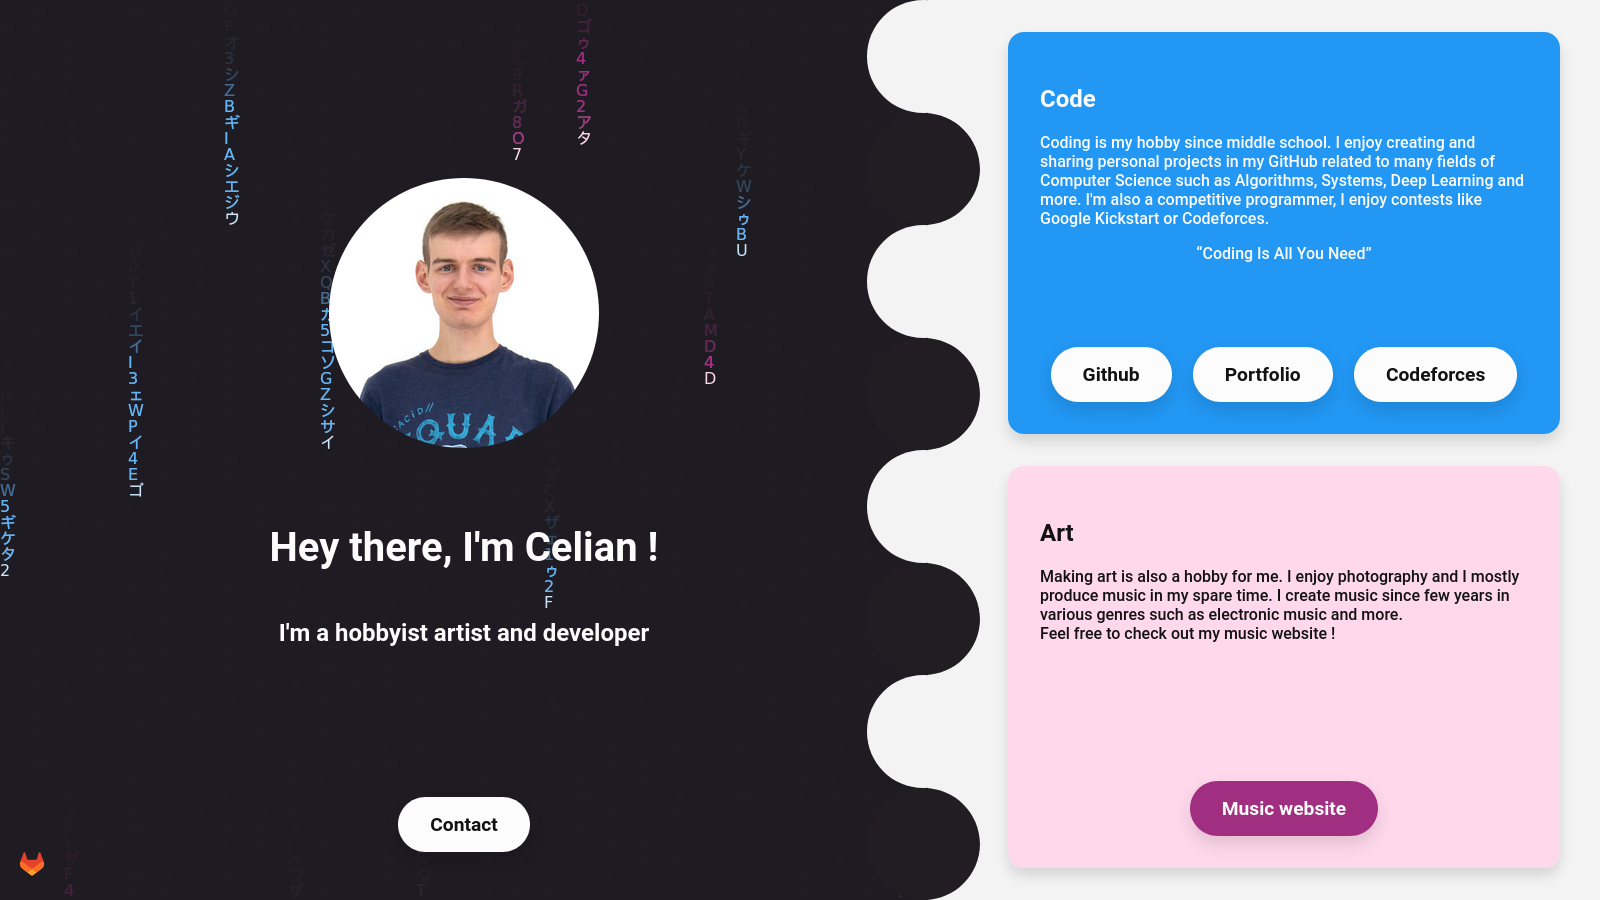 Hey there, I'm Celian !
I'm a hobbyist artist and developer
Contact
Code
Coding is my hobby since middle school. I enjoy creating and
sharing personal projects in my GitHub related to many fields of
Computer Science such as Algorithms, Systems, Deep Learning and
more. I'm also a competitive programmer, I enjoy contests like
Google Kickstart or Codeforces.
“Coding Is All You Need”
Github
Portfolio
Codeforces
Art
Making art is also a hobby for me. I enjoy photography and I mostly
produce music in my spare time. I create music since few years in
various genres such as electronic music and more.
Feel free to check out my music website !
Music website